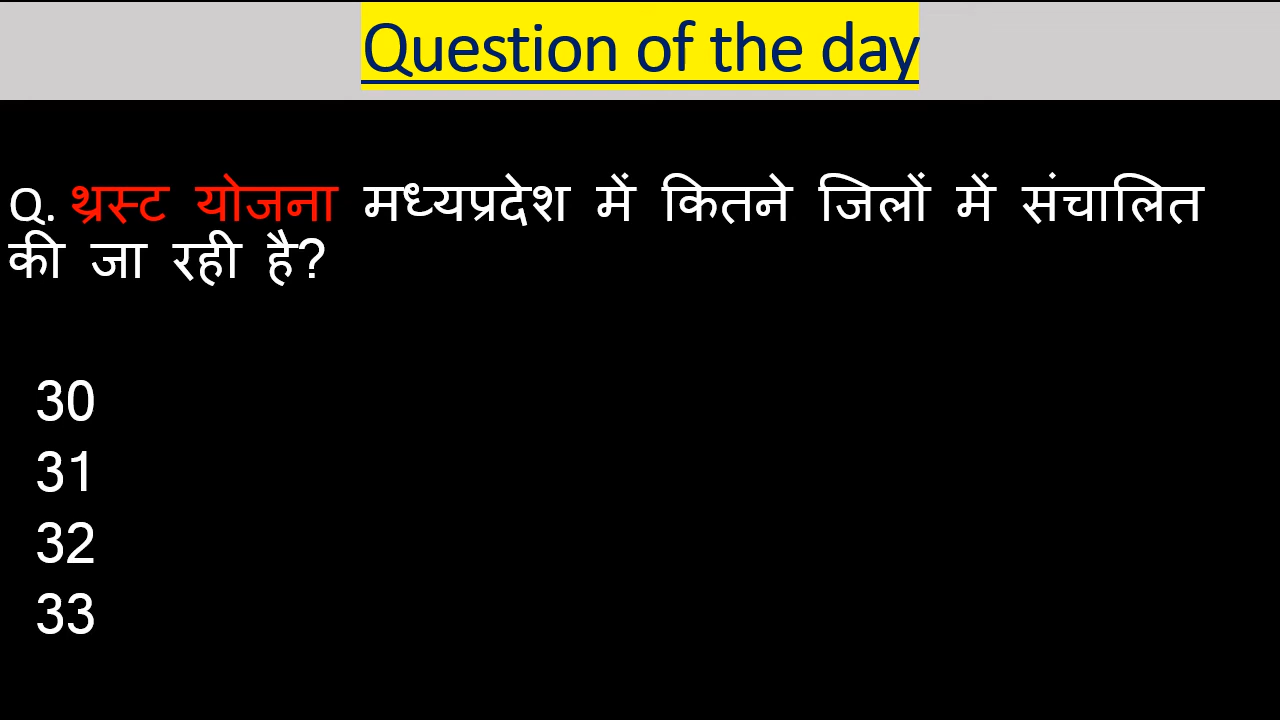 Question of the day
Q. थ्रस्ट योजना मध्यप्रदेश में कितने जिलों में संचालित
की जा रही है?
30
31
32
33